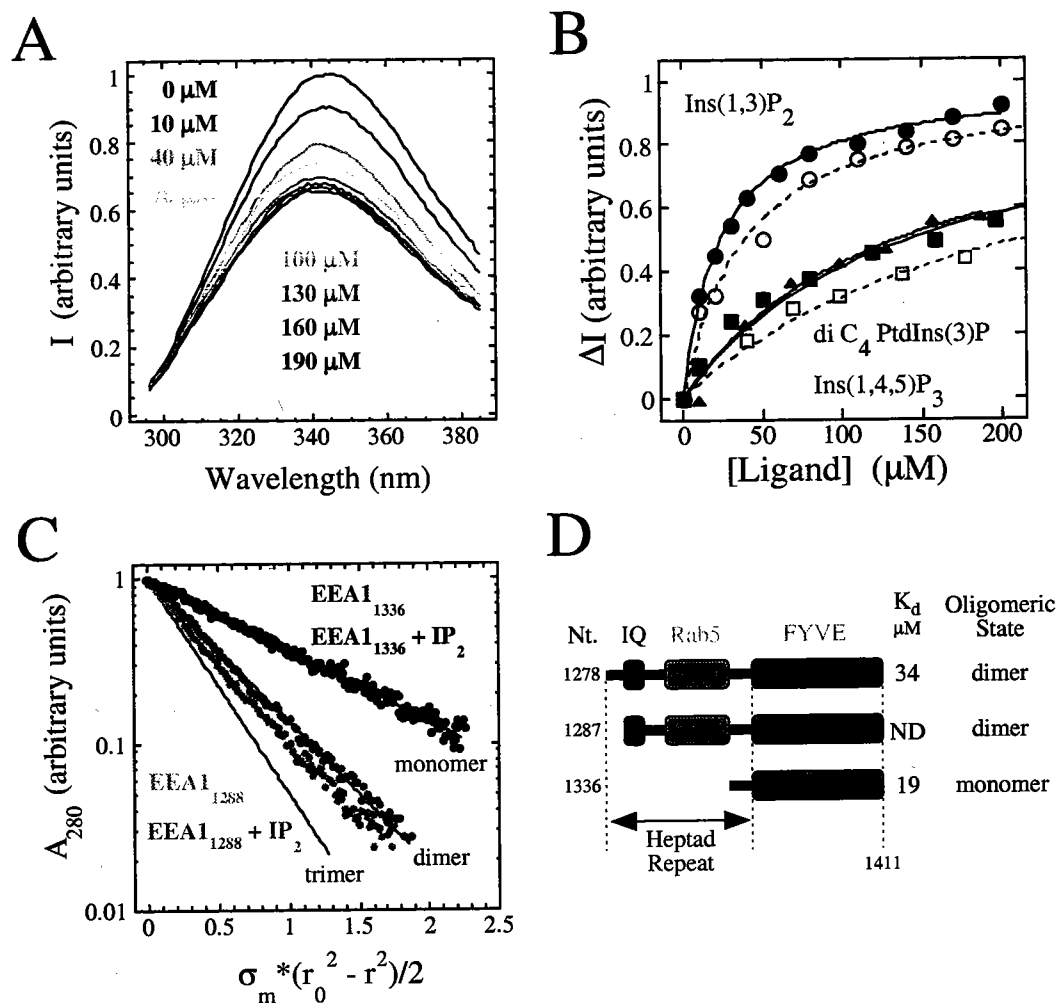 A
I (arbitrary units)
1
0.8
0.6
0.4
0.2
0
0 μM
10 μM
40 μM
100 μM
130 μM
160 μM
190 μM
300 320 340 360 380
Wavelength (nm)
B
ΔI (arbitrary units)
1
0.8
0.6
0.4
0.2
0
Ins(1,3)P2
di C4 PtdIns(3)P
Ins(1,4,5)P3
0 50 100 150 200
[Ligand] (μM)
C
A280 (arbitrary units)
1
0.1
0.01
EEA11336
EEA11336 + IP2
monomer
EEA11288
EEA11288 + IP2
trimer
dimer
0 0.5 1 1.5 2 2.5
σm*(r0² - r²)/2
D
Nt. IQ Rab5 FYVE Kd μM Oligomeric State
1278 34 dimer
1287 ND dimer
1336 19 monomer
Heptad Repeat
1411